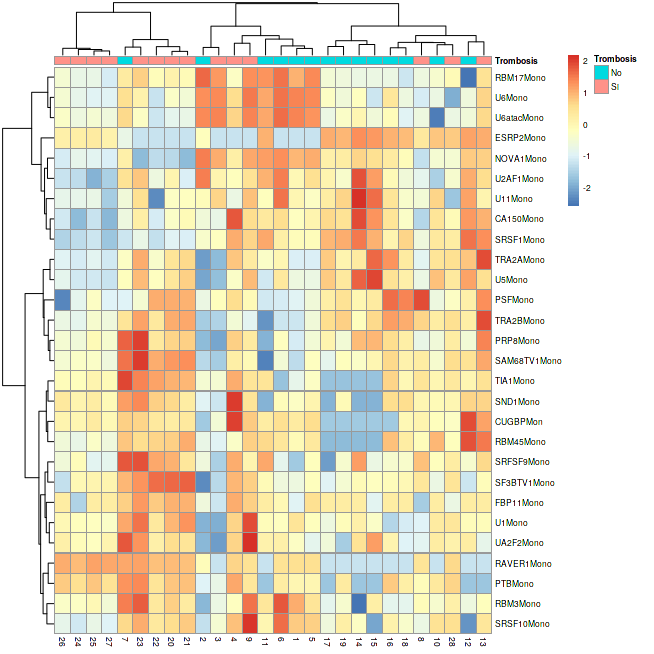 Trombosis
RBM17Mono
U6Mono
U6atacMono
ESRP2Mono
NOVA1Mono
U2AF1Mono
U11Mono
CA150Mono
SRSF1Mono
TRA2AMono
U5Mono
PSFMono
TRA2BMono
PRP8Mono
SAM68TV1Mono
TIA1Mono
SND1Mono
CUGBPMon
RBM45Mono
SRFSF9Mono
SF3BTV1Mono
FBP11Mono
U1Mono
UA2F2Mono
RAVER1Mono
PTBMono
RBM3Mono
SRSF10Mono
26 24 25 27 7 23 22 20 21 2 3 4 9 11 6 1 5 17 19 14 15 16 18 8 10 28 12 13
2
1
0
-1
-2
Trombosis
No
SI